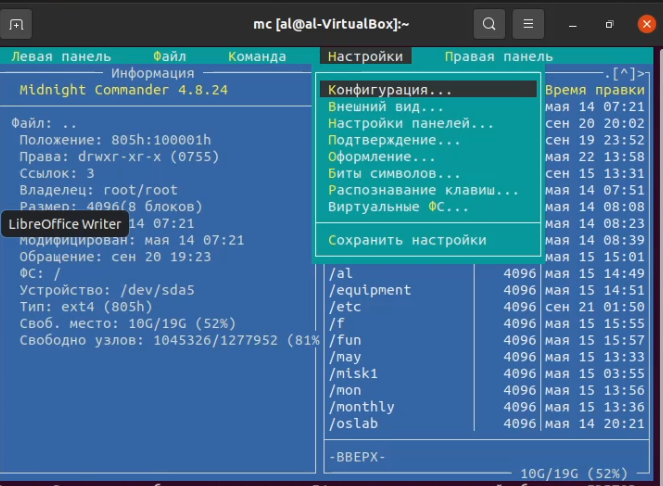 mc [al@al-VirtualBox]:~
Левая панель Файл Команда Настройки Правая панель
Информация
Midnight Commander 4.8.24
Файл: ..
Положение: 805h:100001h
Права: drwxr-xr-x (0755)
Ссылок: 3
Владелец: root/root
Размер: 4096(8 блоков)
14 07:21
LibreOffice Writer
Модифицирован: мая 14 07:21
Обращение: сен 20 19:23
ФС: /
Устройство: /dev/sda5
Тип: ext4 (805h)
Своб. место: 10G/19G (52%)
Свободно узлов: 1045326/1277952 (81%
Конфигурация...
Внешний вид...
Настройки панелей...
Подтверждение...
Оформление...
Биты символов...
Распознавание клавиш...
Виртуальные ФС...
Сохранить настройки
.[^]>
Время правки
мая 14 07:21
сен 20 20:02
сен 19 23:52
мая 22 13:58
сен 15 13:31
мая 14 07:51
мая 14 08:08
мая 14 08:23
мая 14 08:39
мая 15 15:01
/al 4096 мая 15 14:49
/equipment 4096 мая 15 14:51
/etc 4096 сен 21 01:50
/f 4096 мая 15 15:55
/fun 4096 мая 15 15:57
/may 4096 мая 15 13:33
/misk1 4096 мая 15 03:55
/mon 4096 мая 15 13:56
/monthly 4096 мая 15 13:36
/oslab 4096 мая 14 20:21
-ВВЕРХ-
10G/19G (52%)